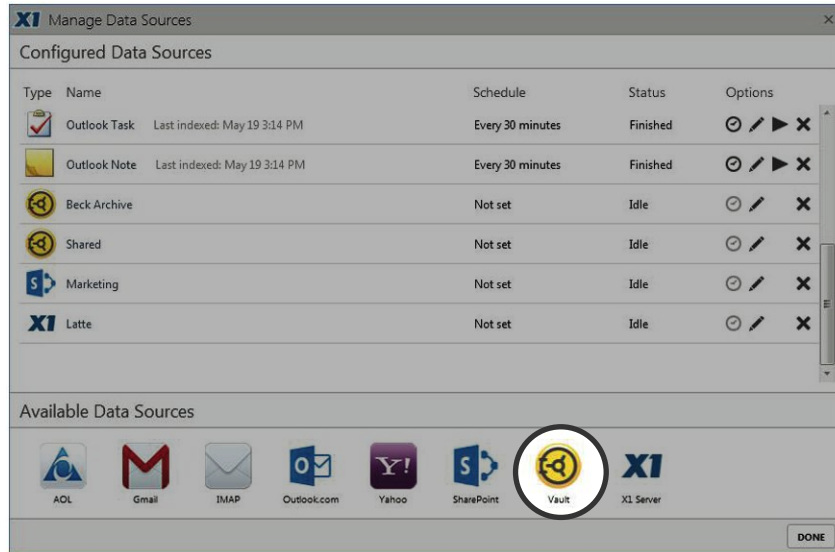 X1 Manage Data Sources
Configured Data Sources
Type Name Schedule Status Options
Outlook Task Last indexed: May 19 3:14 PM Every 30 minutes Finished
Outlook Note Last indexed: May 19 3:14 PM Every 30 minutes Finished
Beck Archive Not set Idle
Shared Not set Idle
S Marketing Not set Idle
X1 Latte Not set Idle
Available Data Sources
M o Y! S X1
AOL Gmail IMAP Outlook.com Yahoo SharePoint Vault X1 Server
DONE